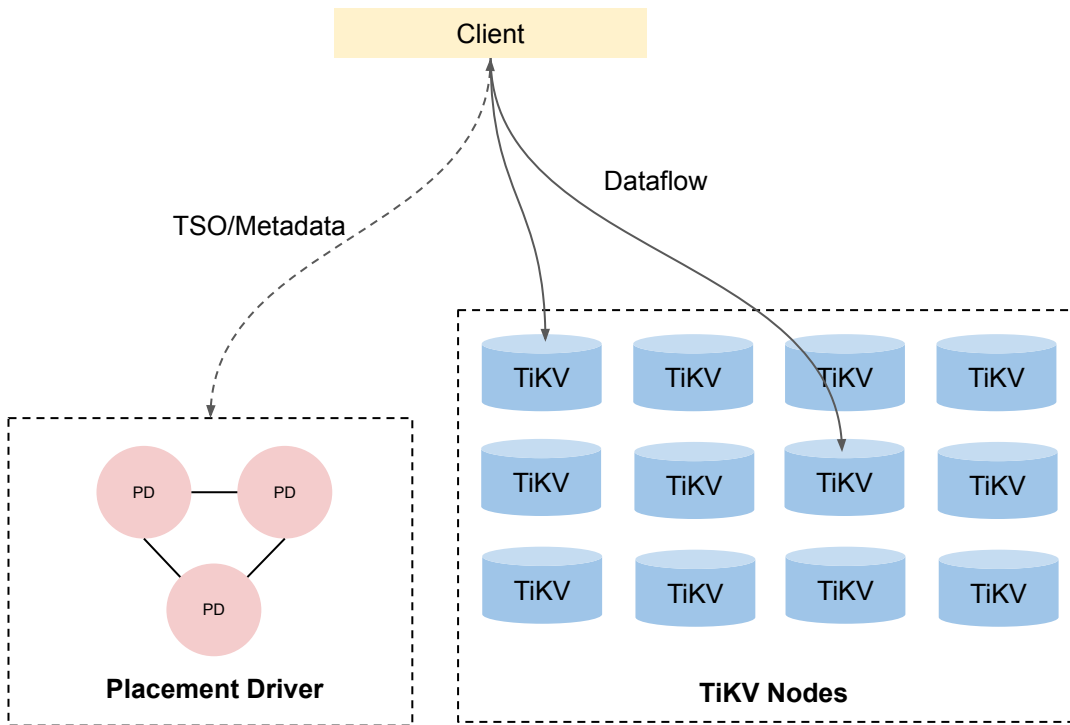 Client
Dataflow
TSO/Metadata
TiKV TiKV TiKV TiKV
PD PD
TiKV TiKV TiKV TiKV
PD
TiKV TiKV TiKV TiKV
Placement Driver
TiKV Nodes